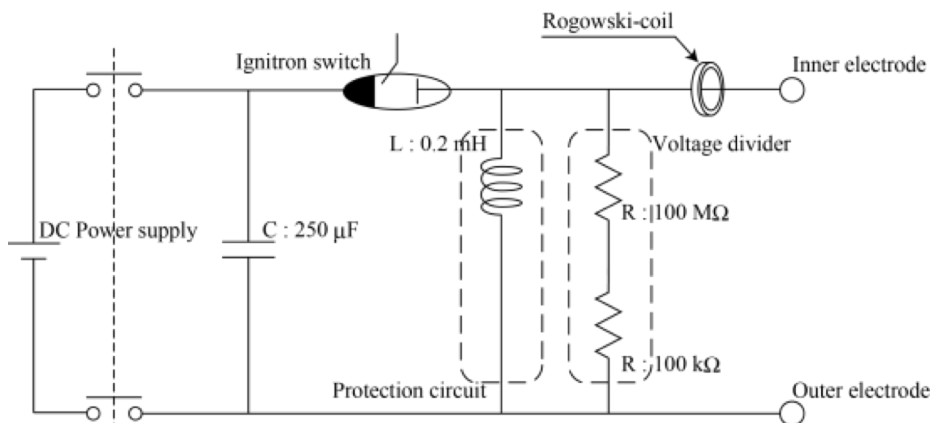 Rogowski-coil
Ignitron switch
Inner electrode
L : 0.2 mH
Voltage divider
DC Power supply
C : 250 μF
R : 100 MΩ
R : 100 kΩ
Protection circuit
Outer electrode